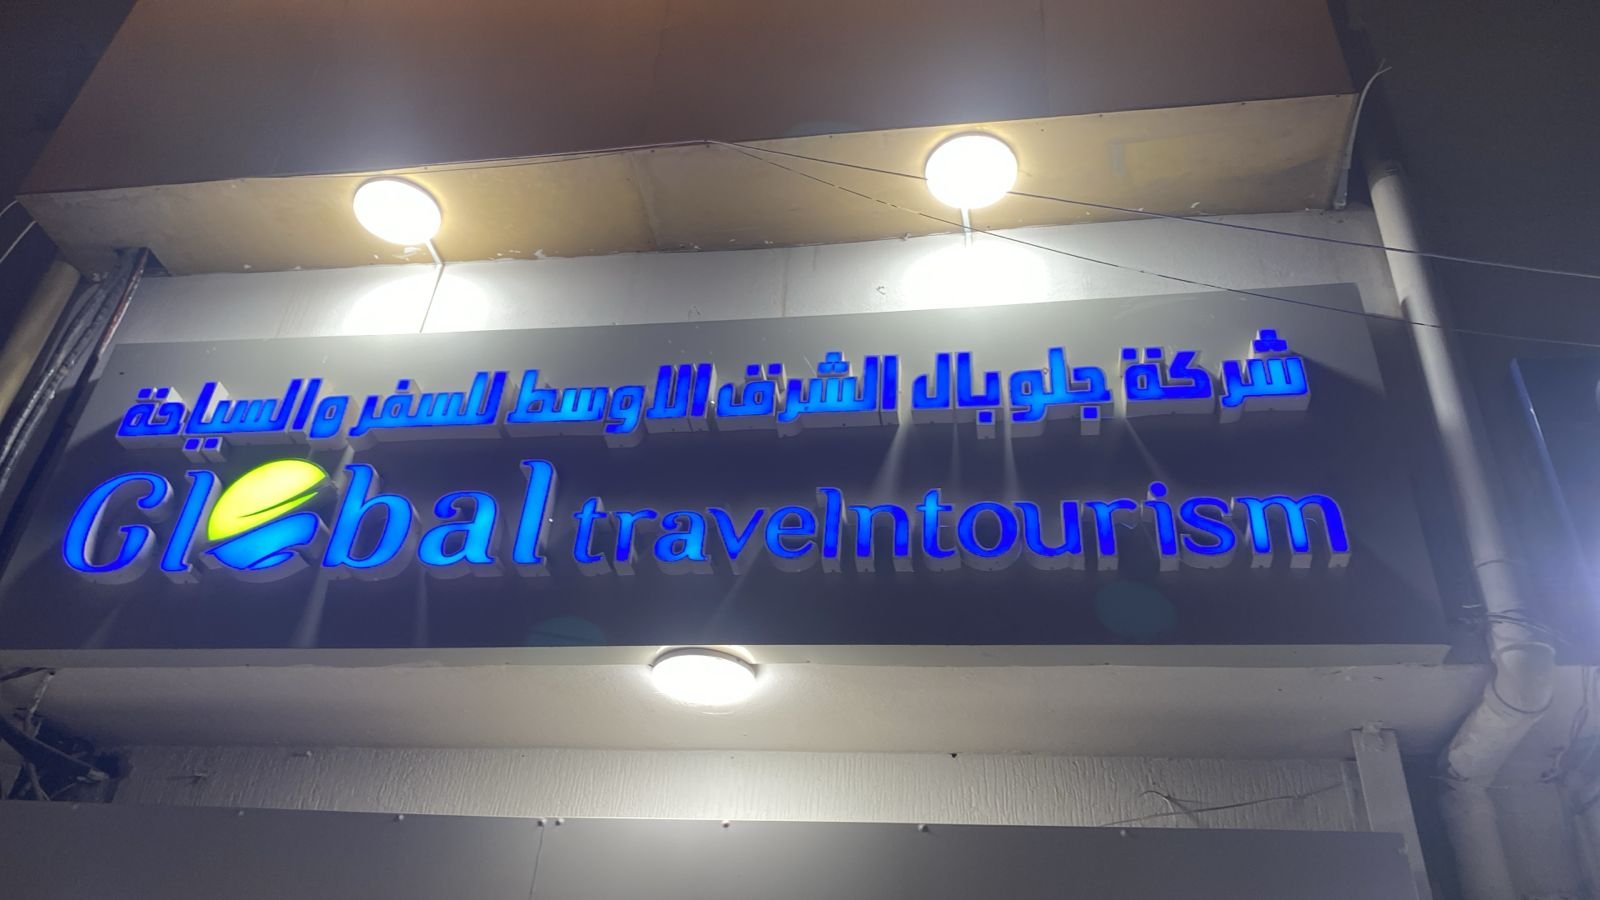 شركة جلوبال الشرق الاوسط للسفر والسياحة
Global travelntourism